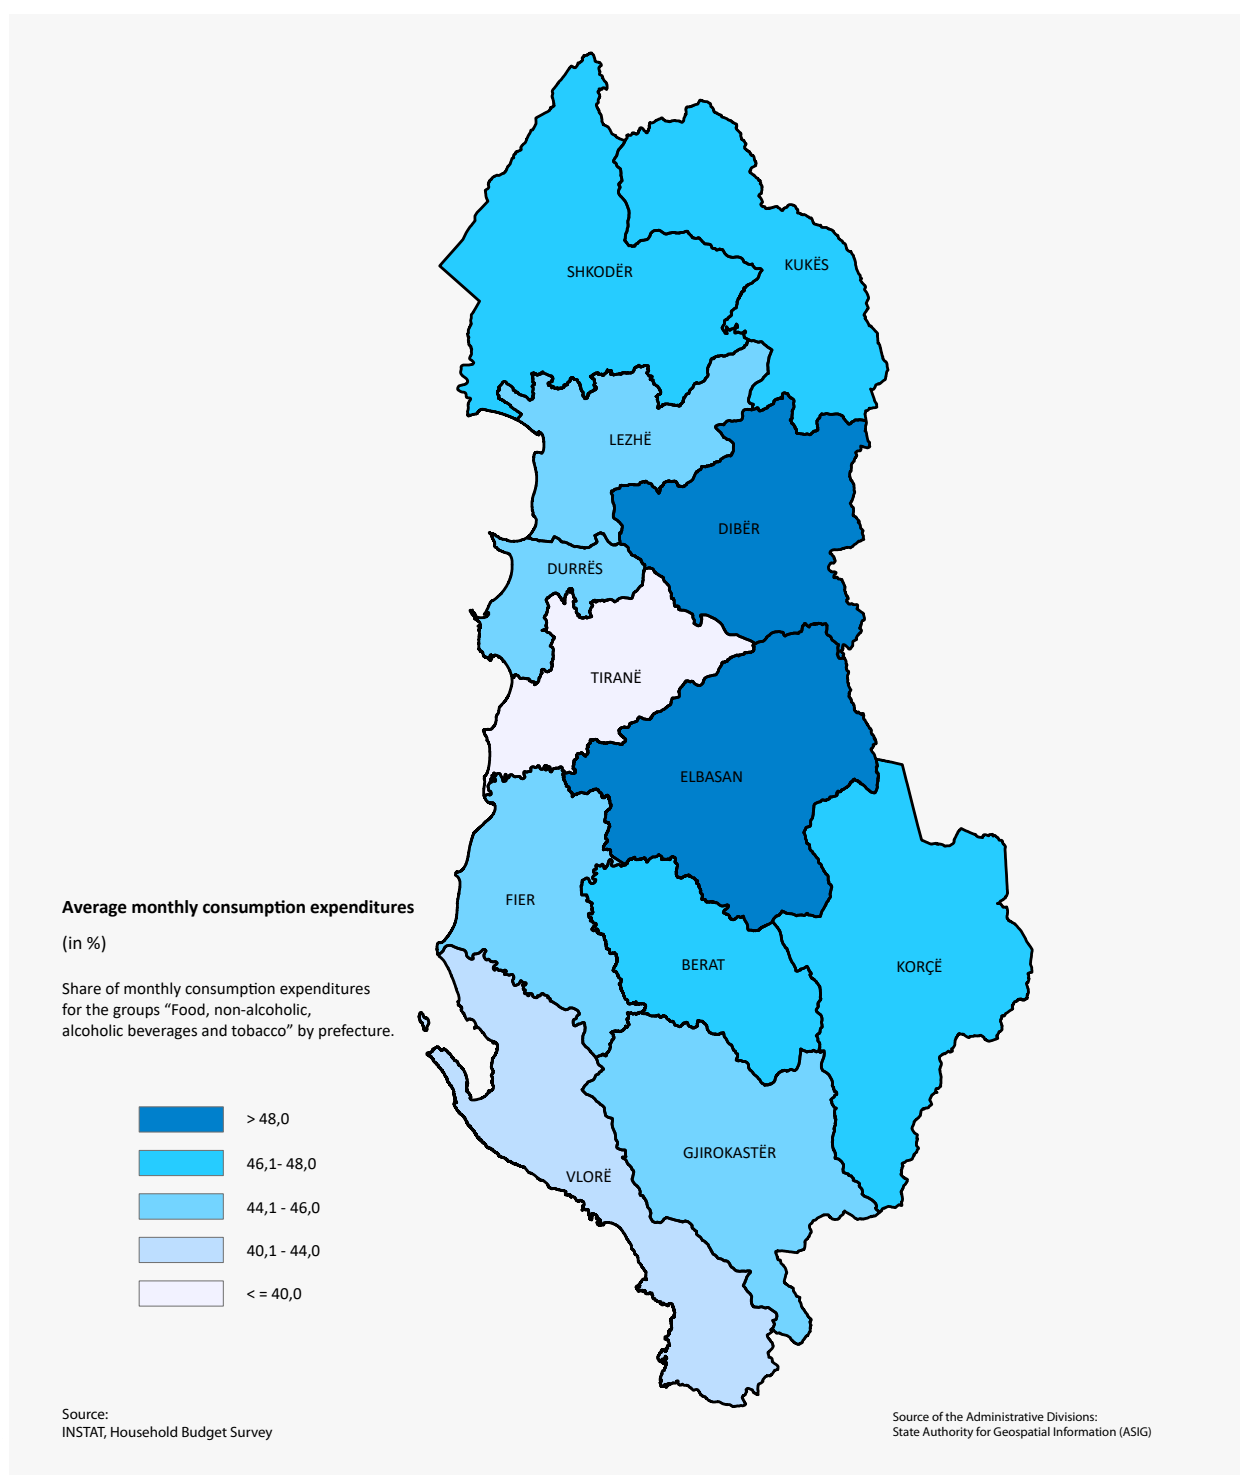 SHKODËR
KUKËS
LEZHË
DIBËR
DURRËS
TIRANË
ELBASAN
FIER
BERAT
KORÇË
GJIROKASTËR
VLORË
Average monthly consumption expenditures
(in %)
Share of monthly consumption expenditures
for the groups “Food, non-alcoholic,
alcoholic beverages and tobacco” by prefecture.
> 48,0
46,1- 48,0
44,1 - 46,0
40,1 - 44,0
< = 40,0
Source:
INSTAT, Household Budget Survey
Source of the Administrative Divisions:
State Authority for Geospatial Information (ASIG)